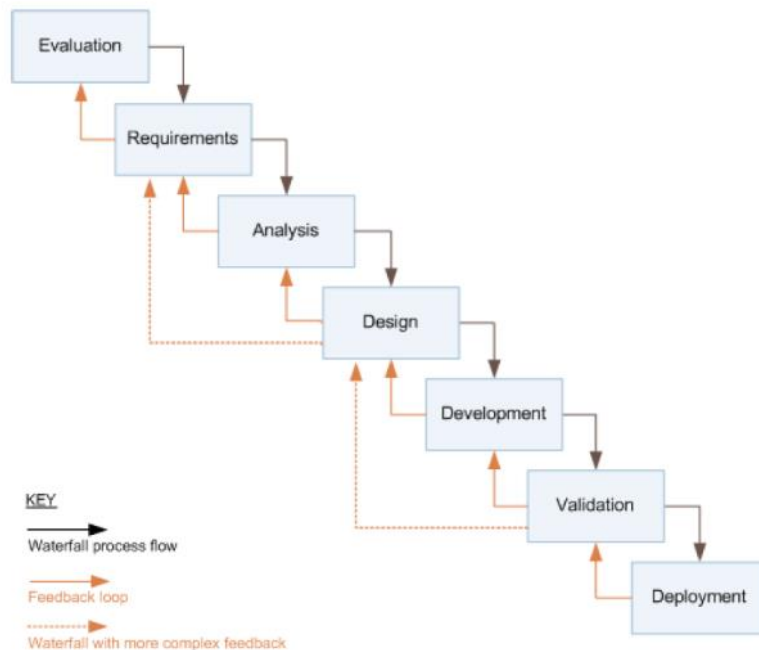 Evaluation
Requirements
Analysis
Design
Development
Validation
Deployment
KEY
Waterfall process flow
Feedback loop
Waterfall with more complex feedback